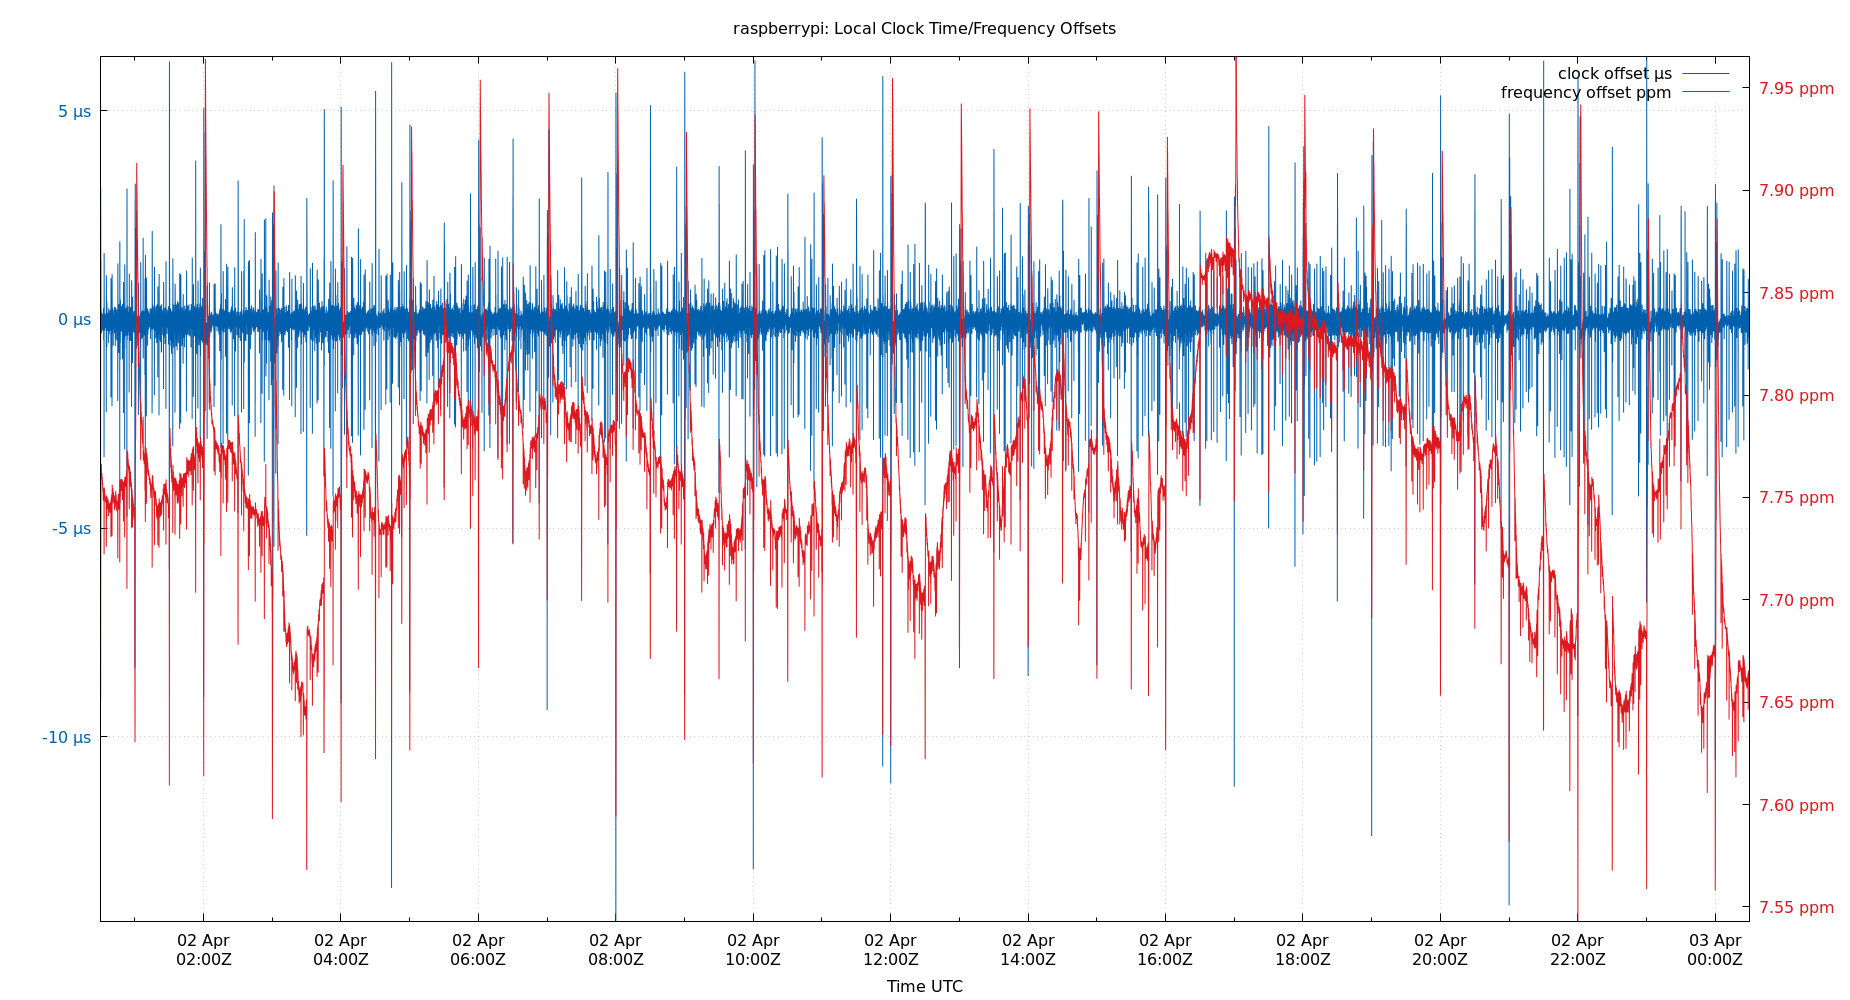 raspberrypi: Local Clock Time/Frequency Offsets
clock offset µs
frequency offset ppm
5 µs
0 µs
-5 µs
-10 µs
7.95 ppm
7.90 ppm
7.85 ppm
7.80 ppm
7.75 ppm
7.70 ppm
7.65 ppm
7.60 ppm
7.55 ppm
02 Apr 02 Apr 02 Apr 02 Apr 02 Apr 02 Apr 02 Apr 02 Apr 02 Apr 02 Apr 02 Apr 03 Apr
02:00Z 04:00Z 06:00Z 08:00Z 10:00Z 12:00Z 14:00Z 16:00Z 18:00Z 20:00Z 22:00Z 00:00Z
Time UTC